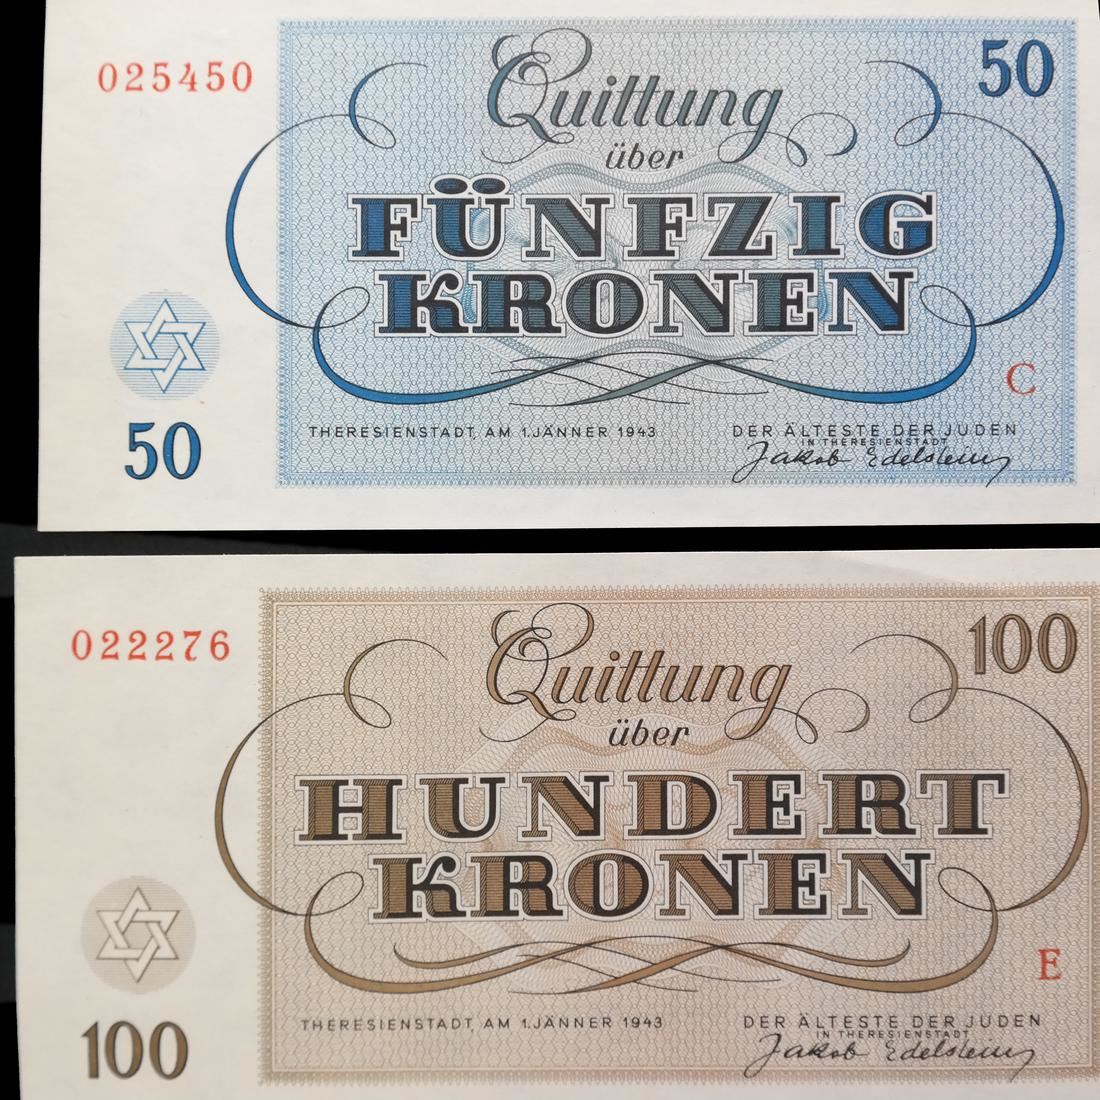 025450
50
Quittung
über
FÜNFZIG
KRONEN
C
50
THERESIENSTADT, AM 1. JÄNNER 1943
DER ÄLTESTE DER JUDEN
IN THERESIENSTADT
Jakob Edelstein
022276
100
Quittung
über
HUNDERT
KRONEN
E
100
THERESIENSTADT, AM 1. JÄNNER 1943
DER ÄLTESTE DER JUDEN
IN THERESIENSTADT
Jakob Edelstein